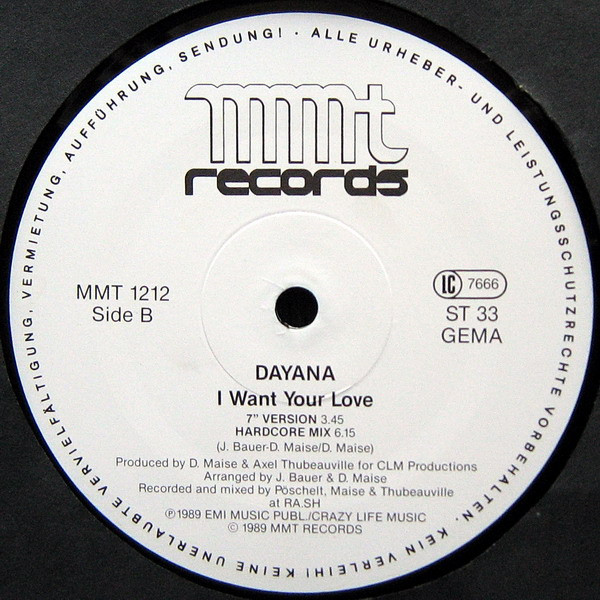 ALLE URHEBER- UND LEISTUNGSSCHUTZRECHTE VORBEHALTEN · KEIN VERLEIH! KEINE UNERLAUBTE VERVIELFÄLTIGUNG, VERMIETUNG, AUFFÜHRUNG, SENDUNG! ·
mmt
records
MMT 1212
Side B
LC 7666
ST 33
GEMA
DAYANA
I Want Your Love
7" VERSION 3.45
HARDCORE MIX 6.15
(J. Bauer-D. Maise/D. Maise)
Produced by D. Maise & Axel Thubeauville for CLM Productions
Arranged by J. Bauer & D. Maise
Recorded and mixed by Pöschelt, Maise & Thubeauville
at RA.SH
℗1989 EMI MUSIC PUBL./CRAZY LIFE MUSIC
© 1989 MMT RECORDS